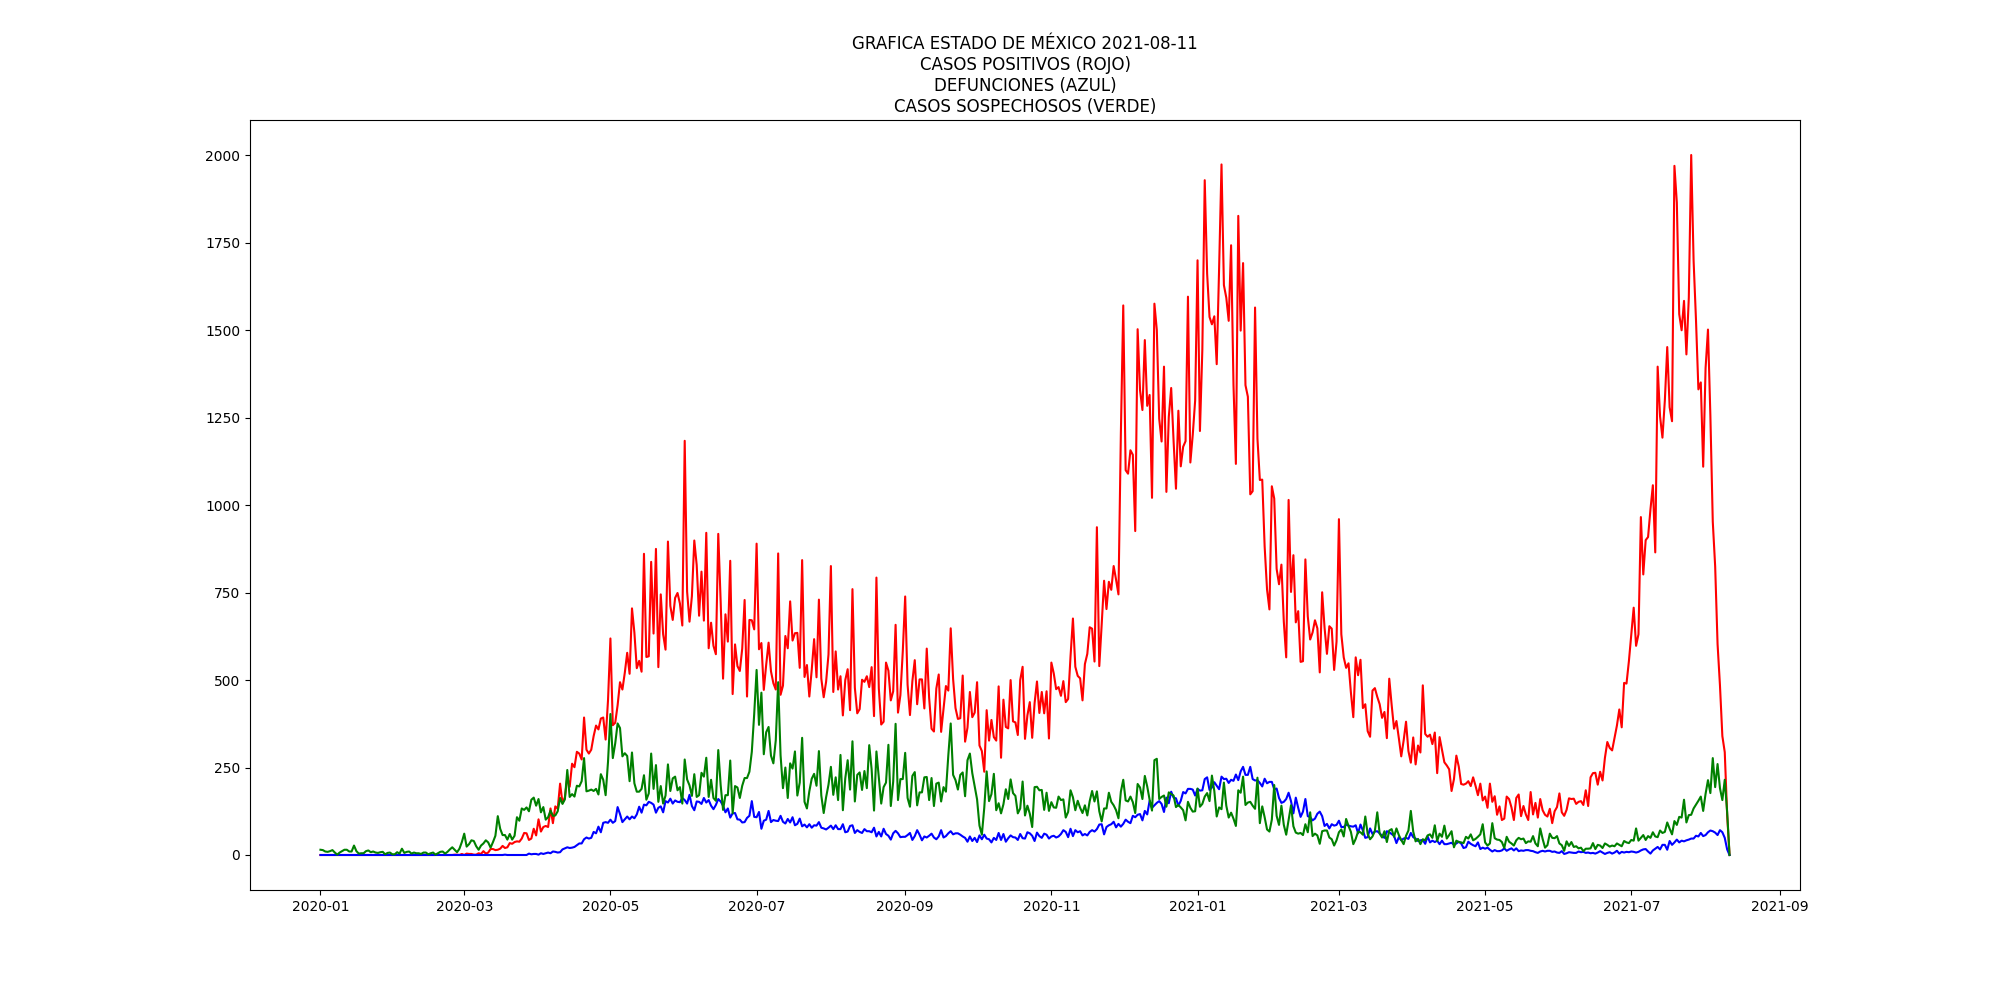 GRAFICA ESTADO DE MÉXICO 2021-08-11
CASOS POSITIVOS (ROJO)
DEFUNCIONES (AZUL)
CASOS SOSPECHOSOS (VERDE)
2000
1750
1500
1250
1000
750
500
250
0
2020-01 2020-03 2020-05 2020-07 2020-09 2020-11 2021-01 2021-03 2021-05 2021-07 2021-09